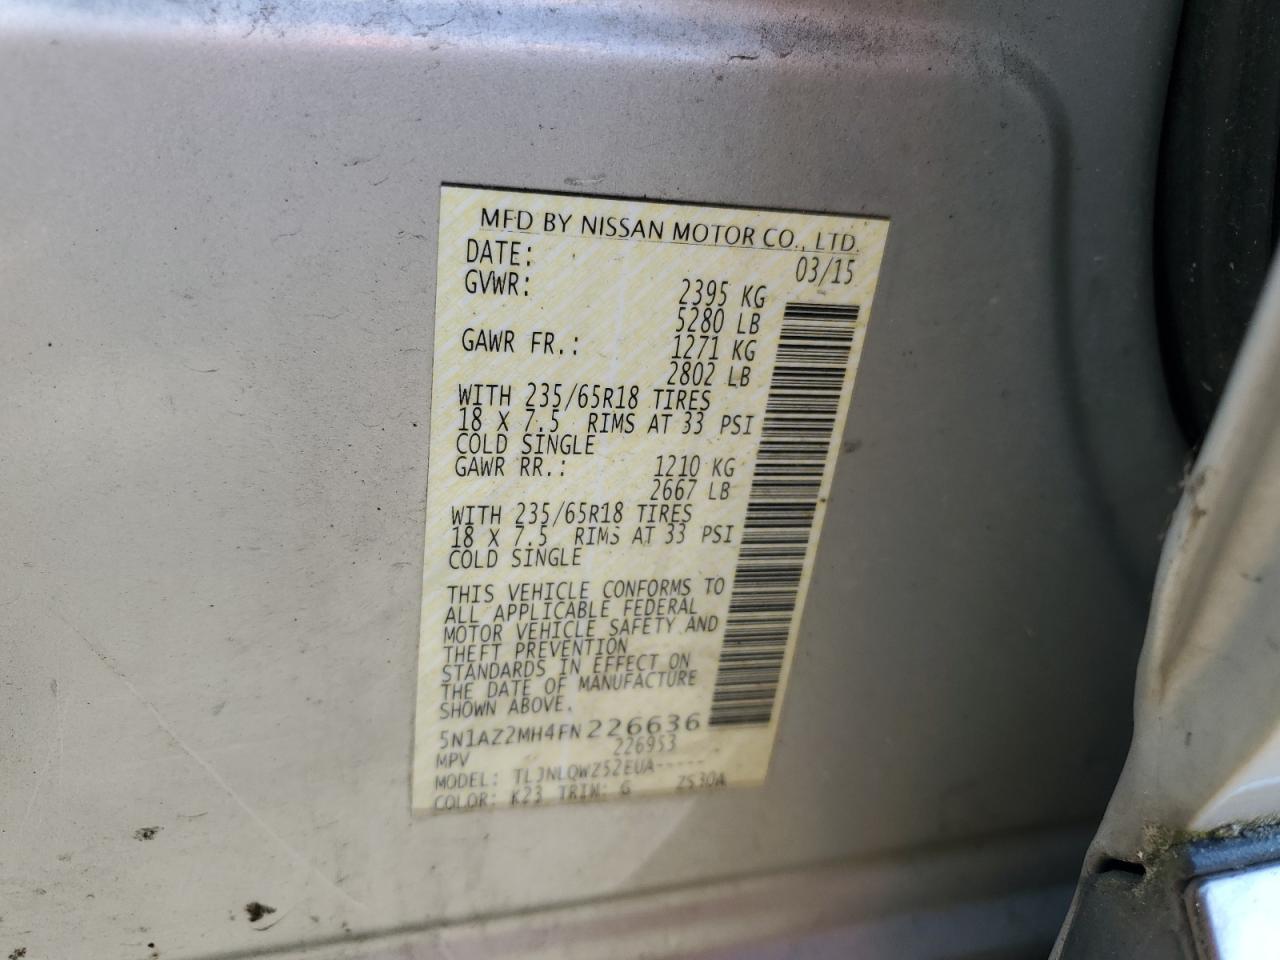 MFD BY NISSAN MOTOR CO., LTD.
DATE: 03/15
GVWR: 2395 KG
5280 LB
GAWR FR.: 1271 KG
2802 LB
WITH 235/65R18 TIRES
18 X 7.5 RIMS AT 33 PSI
COLD SINGLE
GAWR RR.: 1210 KG
2667 LB
WITH 235/65R18 TIRES
18 X 7.5 RIMS AT 33 PSI
COLD SINGLE
THIS VEHICLE CONFORMS TO
ALL APPLICABLE FEDERAL
MOTOR VEHICLE SAFETY AND
THEFT PREVENTION
STANDARDS IN EFFECT ON
THE DATE OF MANUFACTURE
SHOWN ABOVE.
5N1AZ2MH4FN226636
226953
MPV
MODEL: TLJNLQWZ52EUA-----
COLOR: K23 TRIM: G ZS30A